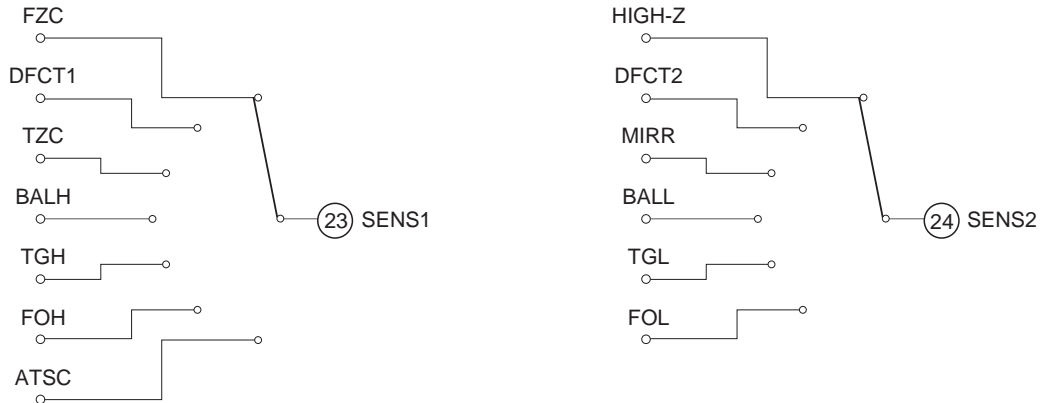 FZC
DFCT1
TZC
BALH
TGH
FOH
ATSC
23 SENS1
HIGH-Z
DFCT2
MIRR
BALL
TGL
FOL
24 SENS2